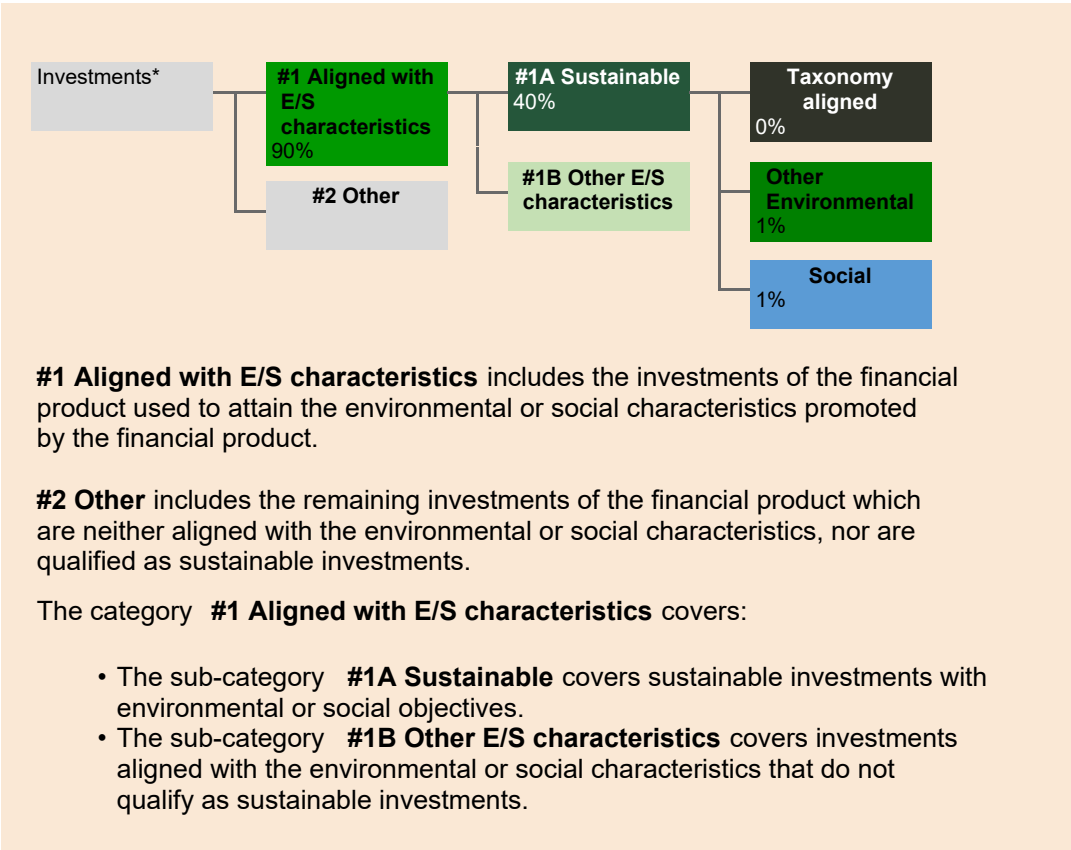 Investments*
#1 Aligned with
E/S
characteristics
90%
#2 Other
#1A Sustainable
40%
#1B Other E/S
characteristics
Taxonomy
aligned
0%
Other
Environmental
1%
Social
1%
#1 Aligned with E/S characteristics includes the investments of the financial
product used to attain the environmental or social characteristics promoted
by the financial product.
#2 Other includes the remaining investments of the financial product which
are neither aligned with the environmental or social characteristics, nor are
qualified as sustainable investments.
The category #1 Aligned with E/S characteristics covers:
• The sub-category #1A Sustainable covers sustainable investments with
environmental or social objectives.
• The sub-category #1B Other E/S characteristics covers investments
aligned with the environmental or social characteristics that do not
qualify as sustainable investments.